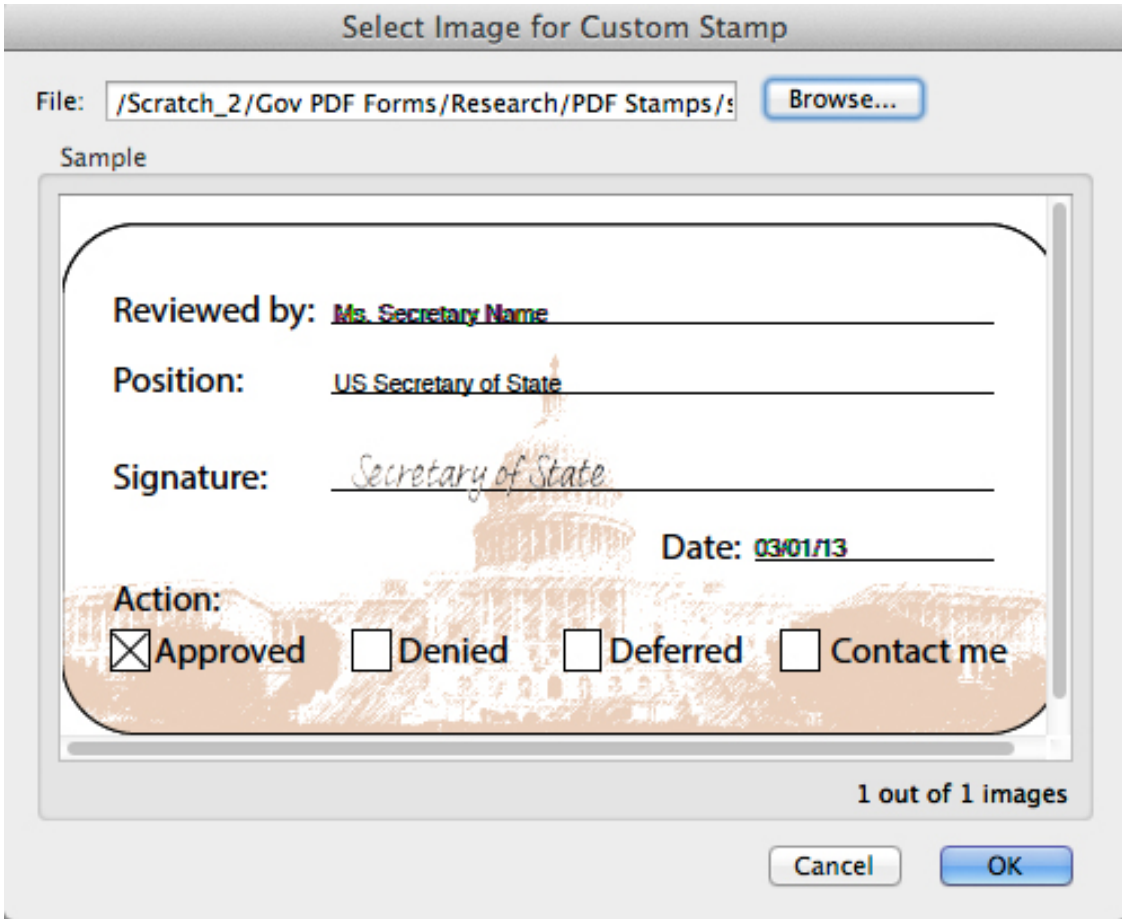 Select Image for Custom Stamp
File: /Scratch_2/Gov PDF Forms/Research/PDF Stamps/s Browse...
Sample
Reviewed by: Ms. Secretary Name
Position: US Secretary of State
Signature: Secretary of State
Date: 03/01/13
Action:
Approved Denied Deferred Contact me
1 out of 1 images
Cancel OK